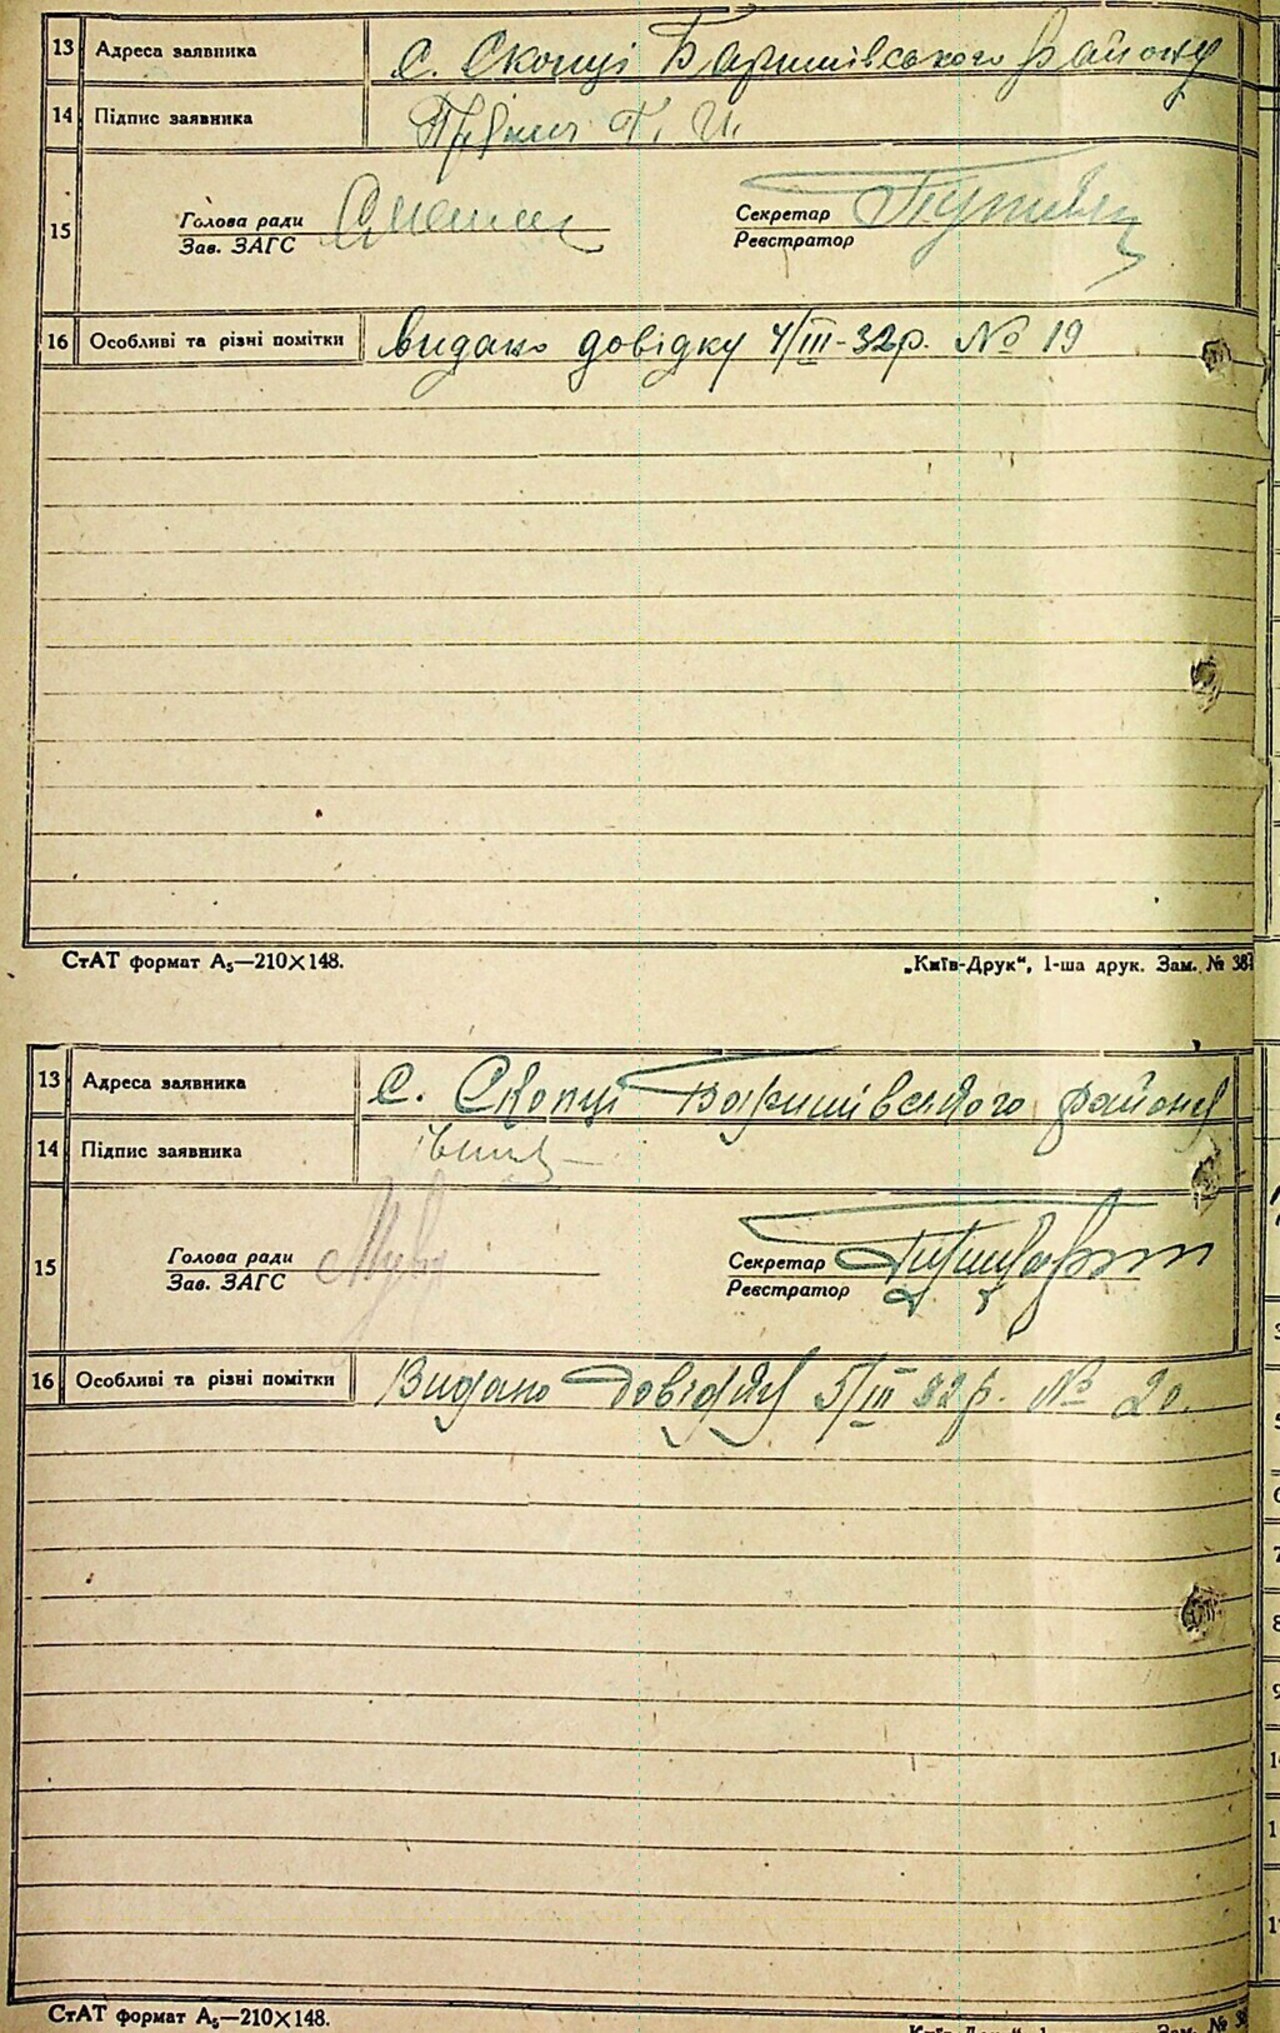 13 Адреса заявника с. Скопці Баришівського району
14 Підпис заявника
15 Голова ради Секретар
Зав. ЗАГС Реєстратор
16 Особливі та різні помітки видано довідку 4/III-32р. № 19
СтАТ формат А₅—210×148. „Київ-Друк“, 1-ша друк. Зам. № 38
13 Адреса заявника с. Скопці Баришівського району
14 Підпис заявника
15 Голова ради Секретар
Зав. ЗАГС Реєстратор
16 Особливі та різні помітки Видано довідку 5/III 32р. № 20.
СтАТ формат А₅—210×148. Зам. №